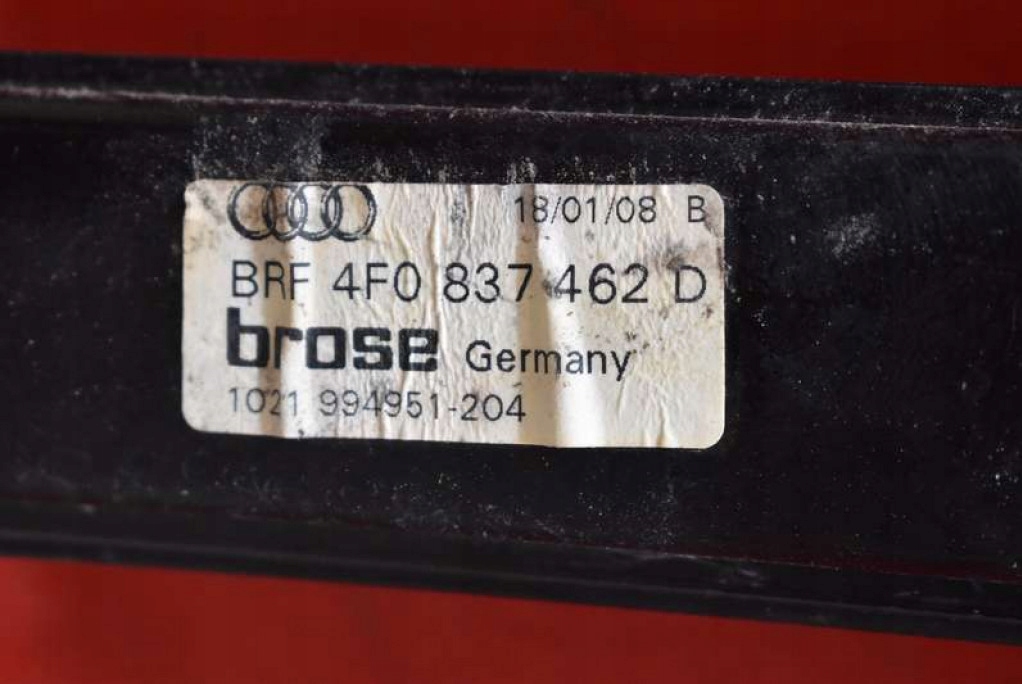 18/01/08 B
BRF 4F0 837 462 D
brose Germany
1021 994951-204